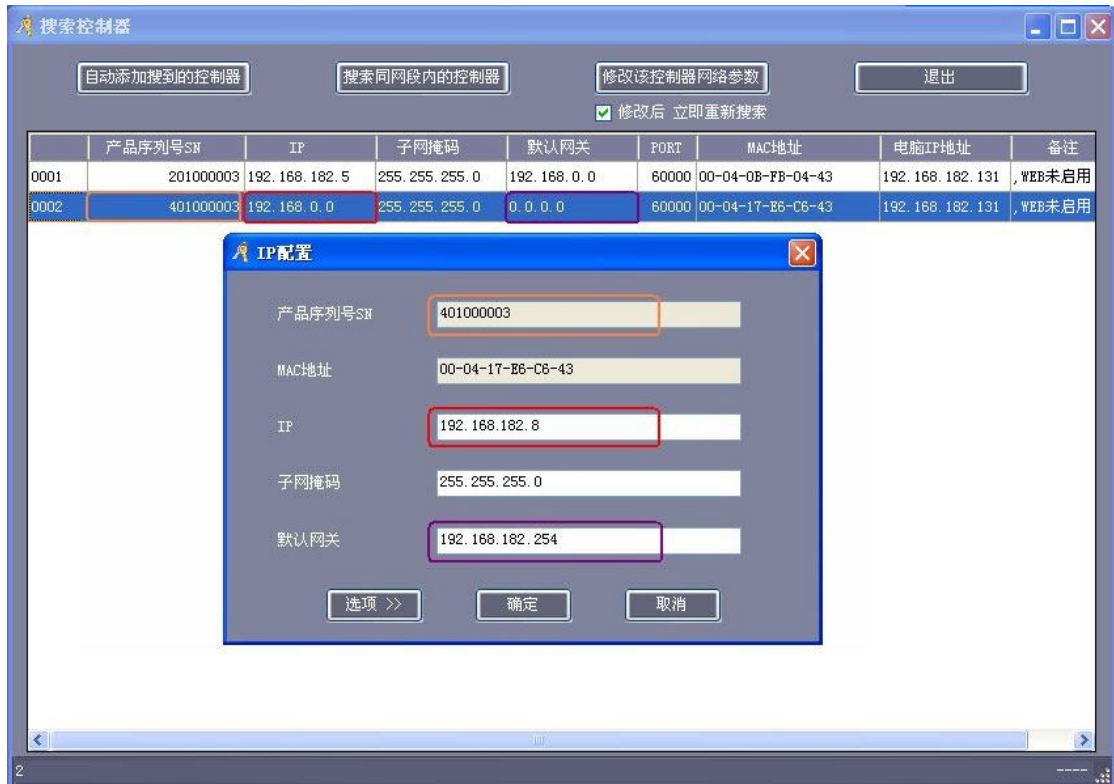 搜索控制器
自动添加搜到的控制器 搜索同网段内的控制器 修改该控制器网络参数 退出
修改后 立即重新搜索
产品序列号SN IP 子网掩码 默认网关 PORT MAC地址 电脑IP地址 备注
0001 201000003 192.168.182.5 255.255.255.0 192.168.0.0 60000 00-04-0B-FB-04-43 192.168.182.131 ,WEB未启用
0002 401000003 192.168.0.0 255.255.255.0 0.0.0.0 60000 00-04-17-E6-C6-43 192.168.182.131 ,WEB未启用
IP配置
产品序列号SN 401000003
MAC地址 00-04-17-E6-C6-43
IP 192.168.182.8
子网掩码 255.255.255.0
默认网关 192.168.182.254
选项 >> 确定 取消
2 ----